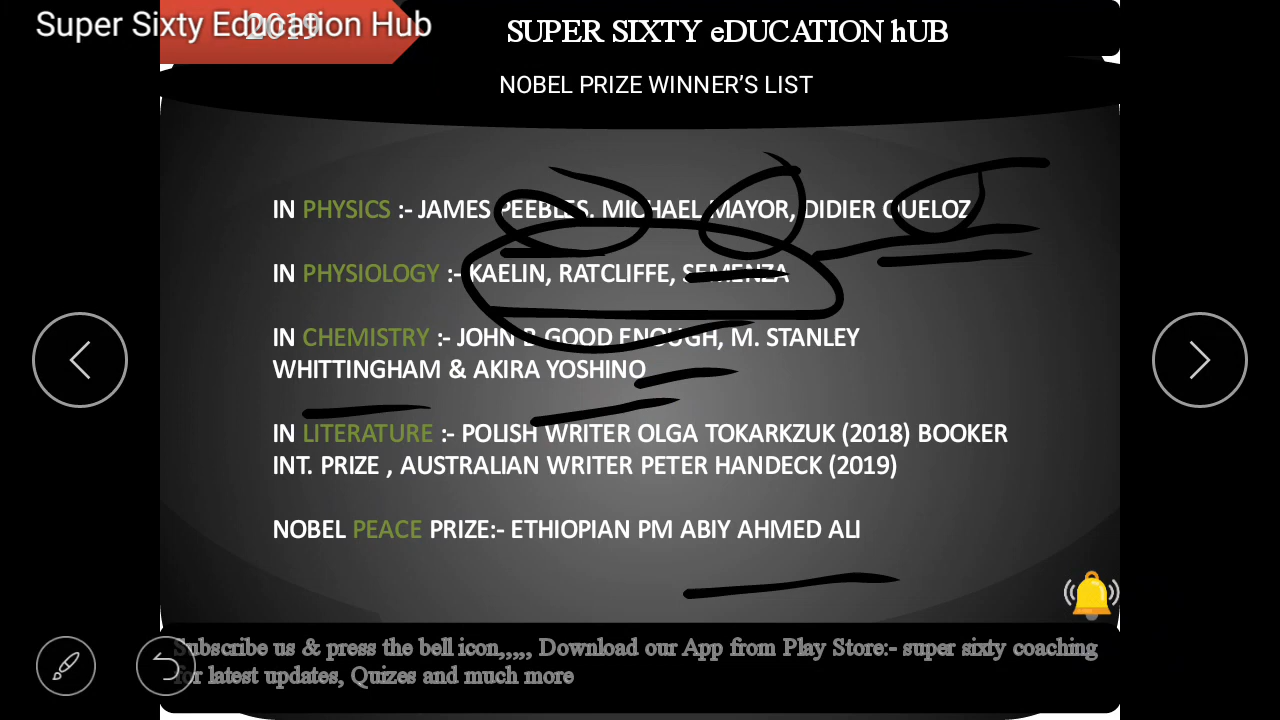 Super Sixty Education Hub
2019
SUPER SIXTY eDUCATION hUB
NOBEL PRIZE WINNER’S LIST
IN PHYSICS :- JAMES PEEBLES, MICHAEL MAYOR, DIDIER QUELOZ
IN PHYSIOLOGY :- KAELIN, RATCLIFFE, SEMENZA
IN CHEMISTRY :- JOHN B GOOD ENOUGH, M. STANLEY
WHITTINGHAM & AKIRA YOSHINO
IN LITERATURE :- POLISH WRITER OLGA TOKARKZUK (2018) BOOKER
INT. PRIZE , AUSTRALIAN WRITER PETER HANDECK (2019)
NOBEL PEACE PRIZE:- ETHIOPIAN PM ABIY AHMED ALI
Subscribe us & press the bell icon,,,,, Download our App from Play Store:- super sixty coaching
for latest updates, Quizes and much more